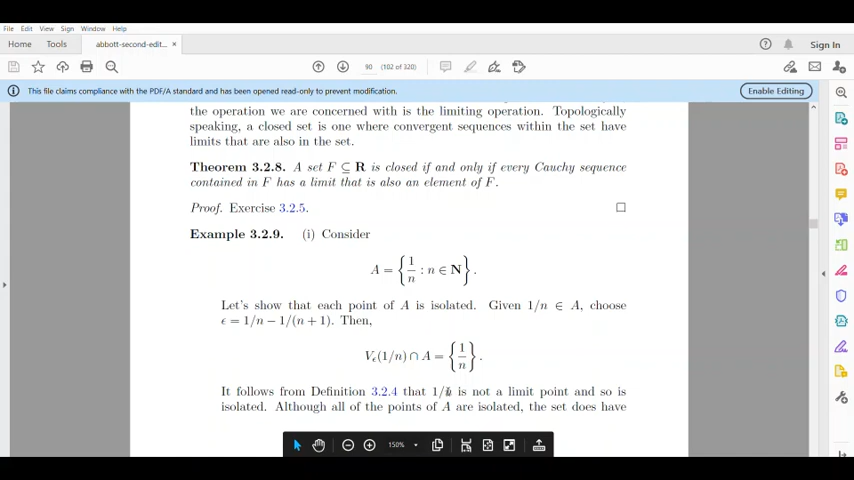 File Edit View Sign Window Help
Home Tools abbott-second-edit... × Sign In
90 (102 of 320)
This file claims compliance with the PDF/A standard and has been opened read-only to prevent modification. Enable Editing
the operation we are concerned with is the limiting operation. Topologically
speaking, a closed set is one where convergent sequences within the set have
limits that are also in the set.
Theorem 3.2.8. A set F ⊆ R is closed if and only if every Cauchy sequence
contained in F has a limit that is also an element of F.
Proof. Exercise 3.2.5. □
Example 3.2.9. (i) Consider
A = {1/n : n ∈ N}.
Let's show that each point of A is isolated. Given 1/n ∈ A, choose
ϵ = 1/n − 1/(n + 1). Then,
Vϵ(1/n) ∩ A = {1/n}.
It follows from Definition 3.2.4 that 1/n is not a limit point and so is
isolated. Although all of the points of A are isolated, the set does have
150%